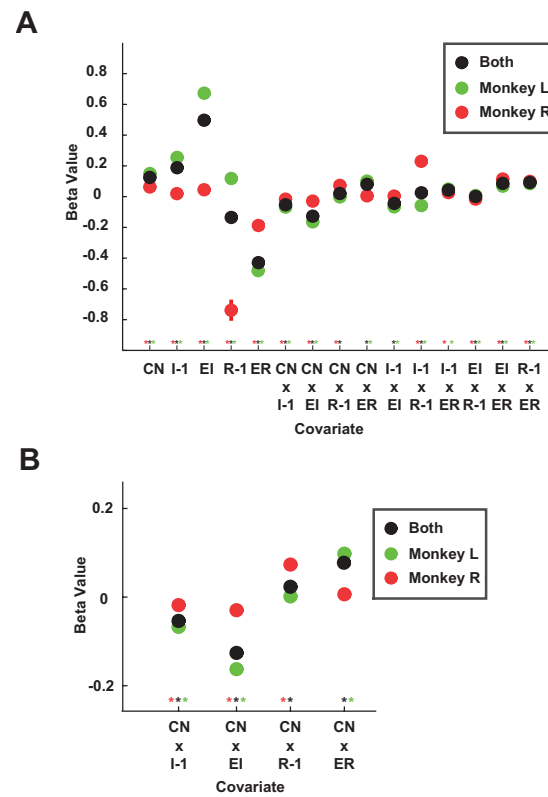 A
Both
Monkey L
Monkey R
Beta Value
0.8
0.6
0.4
0.2
0
-0.2
-0.4
-0.6
-0.8
CN I-1 EI R-1 ER CN CN CN CN I-1 I-1 I-1 EI EI R-1
x x x x x x x x x x
I-1 EI R-1 ER EI R-1 ER R-1 ER ER
Covariate
B
Both
Monkey L
Monkey R
Beta Value
0.2
0
-0.2
*** *** ** **
CN CN CN CN
x x x x
I-1 EI R-1 ER
Covariate